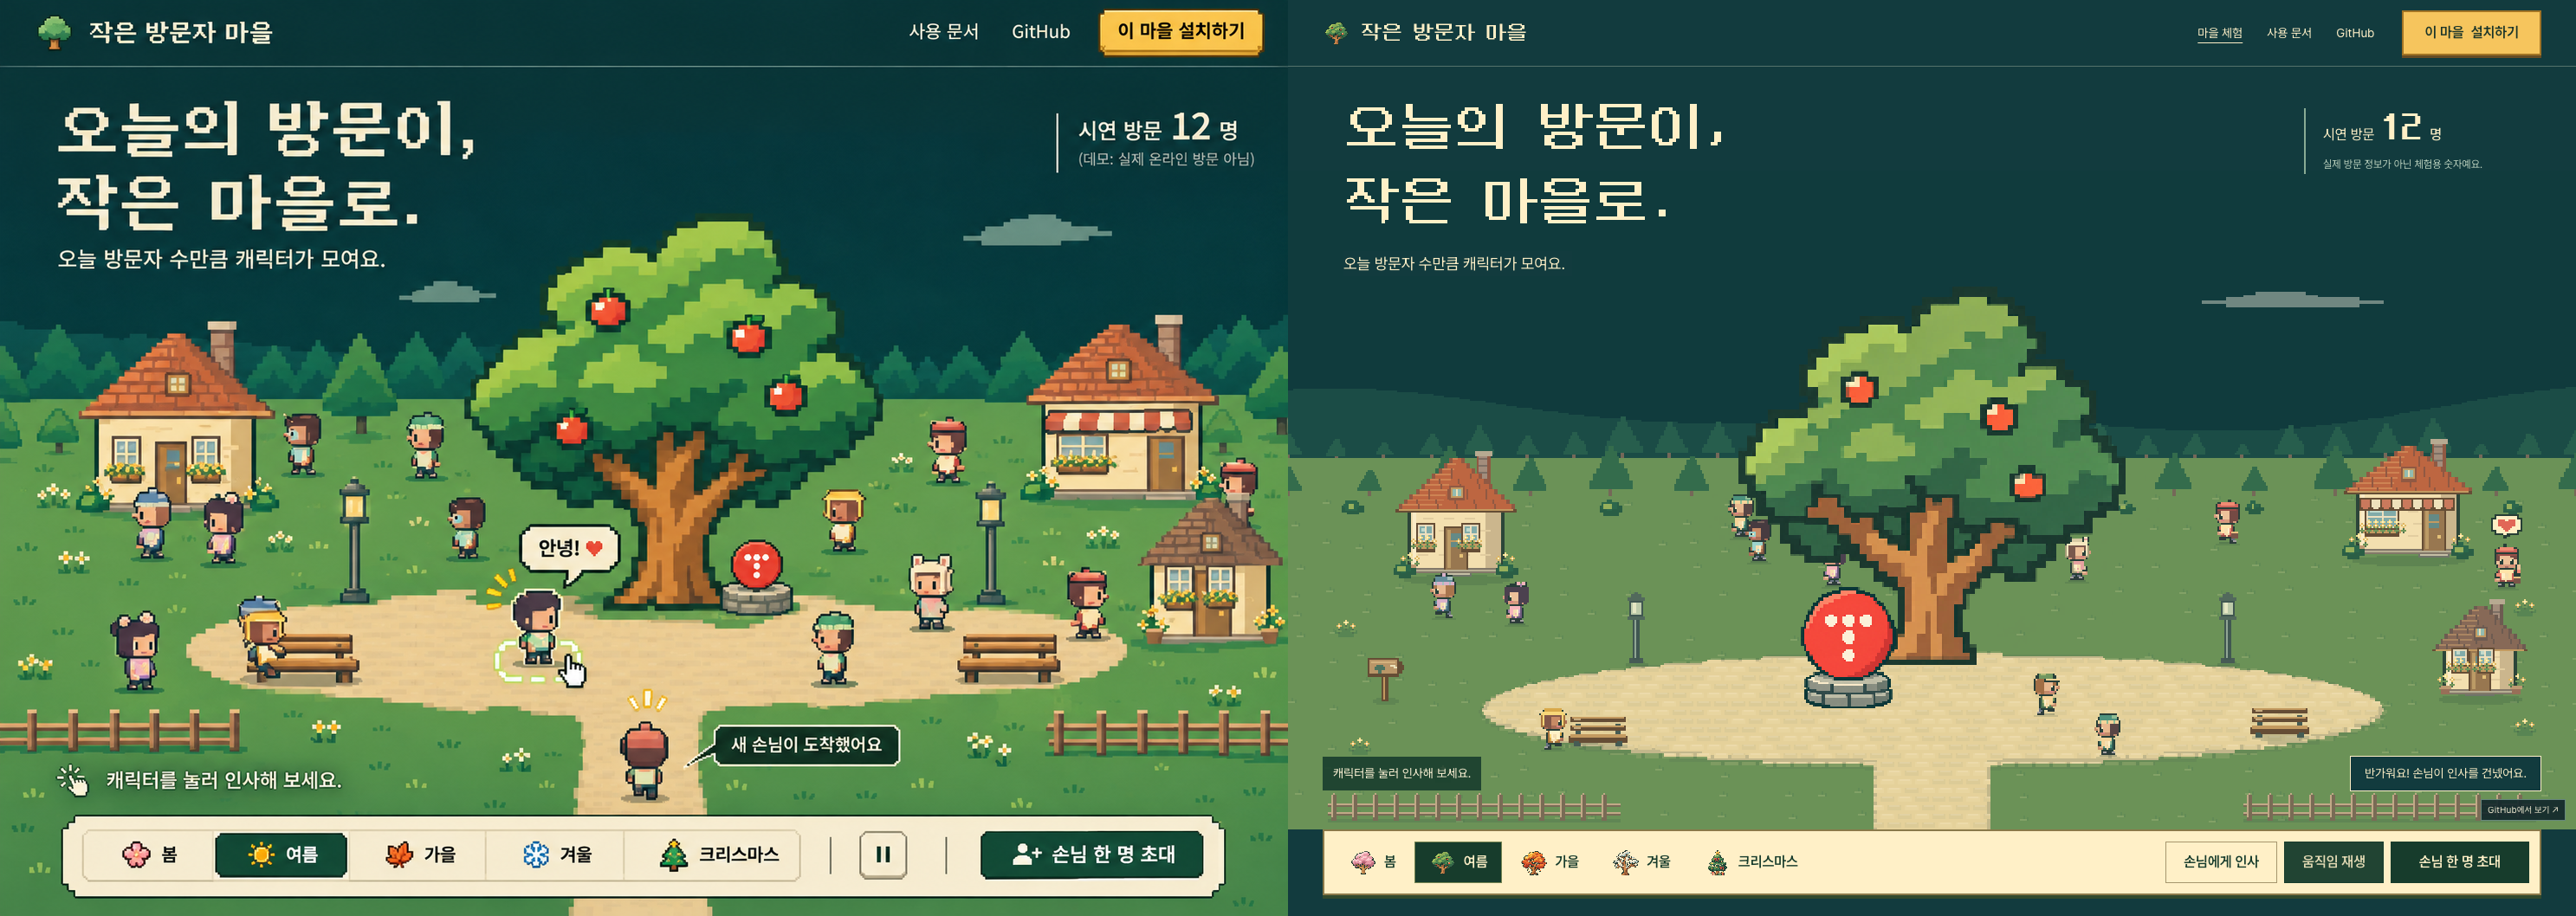 작은 방문자 마을
사용 문서
GitHub
이 마을 설치하기
오늘의 방문이,
작은 마을로.
오늘 방문자 수만큼 캐릭터가 모여요.
시연 방문 12 명
(데모: 실제 온라인 방문 아님)
안녕!
새 손님이 도착했어요
캐릭터를 눌러 인사해 보세요.
봄
여름
가을
겨울
크리스마스
손님 한 명 초대
작은 방문자 마을
마을 체험
사용 문서
GitHub
이 마을 설치하기
오늘의 방문이,
작은 마을로.
오늘 방문자 수만큼 캐릭터가 모여요.
시연 방문 12 명
실제 방문 정보가 아닌 체험용 숫자예요.
캐릭터를 눌러 인사해 보세요.
반가워요! 손님이 인사를 건넸어요.
GitHub에서 보기 ↗
봄
여름
가을
겨울
크리스마스
손님에게 인사
움직임 재생
손님 한 명 초대